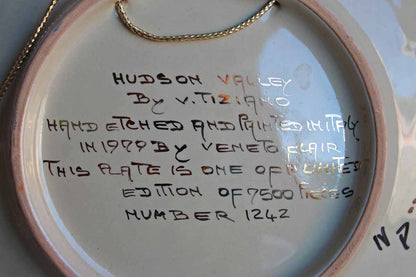 HUDSON VALLEY
By V. TIZIANO
HAND ETCHED AND PAINTED IN ITALY
IN 1979 By VENETO FLAIR
THIS PLATE IS ONE OF A LIMITED
EDITION OF 7500 PIECES
NUMBER 1242
NP